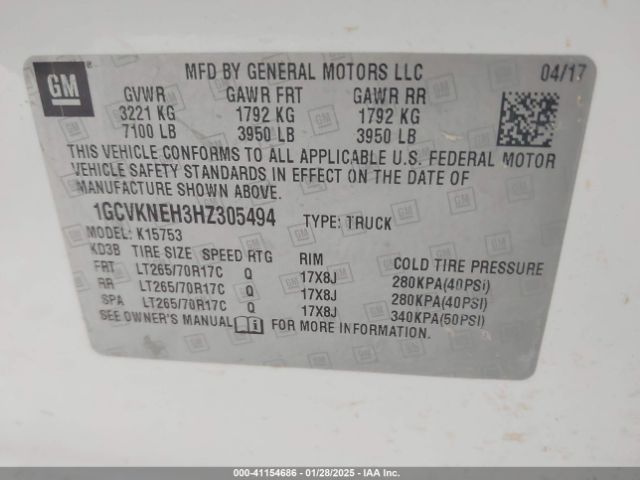 GM ® MFD BY GENERAL MOTORS LLC 04/17
GVWR GAWR FRT GAWR RR
3221 KG 1792 KG 1792 KG
7100 LB 3950 LB 3950 LB
THIS VEHICLE CONFORMS TO ALL APPLICABLE U.S. FEDERAL MOTOR
VEHICLE SAFETY STANDARDS IN EFFECT ON THE DATE OF
MANUFACTURE SHOWN ABOVE.
1GCVKNEH3HZ305494 TYPE: TRUCK
MODEL: K15753
KD3B TIRE SIZE SPEED RTG RIM COLD TIRE PRESSURE
FRT LT265/70R17C Q 17X8J 280KPA(40PSI)
RR LT265/70R17C Q 17X8J 280KPA(40PSI)
SPA LT265/70R17C Q 17X8J 340KPA(50PSI)
SEE OWNER'S MANUAL FOR MORE INFORMATION.
000-41154686 | 01/28/2025 | IAAI.COM